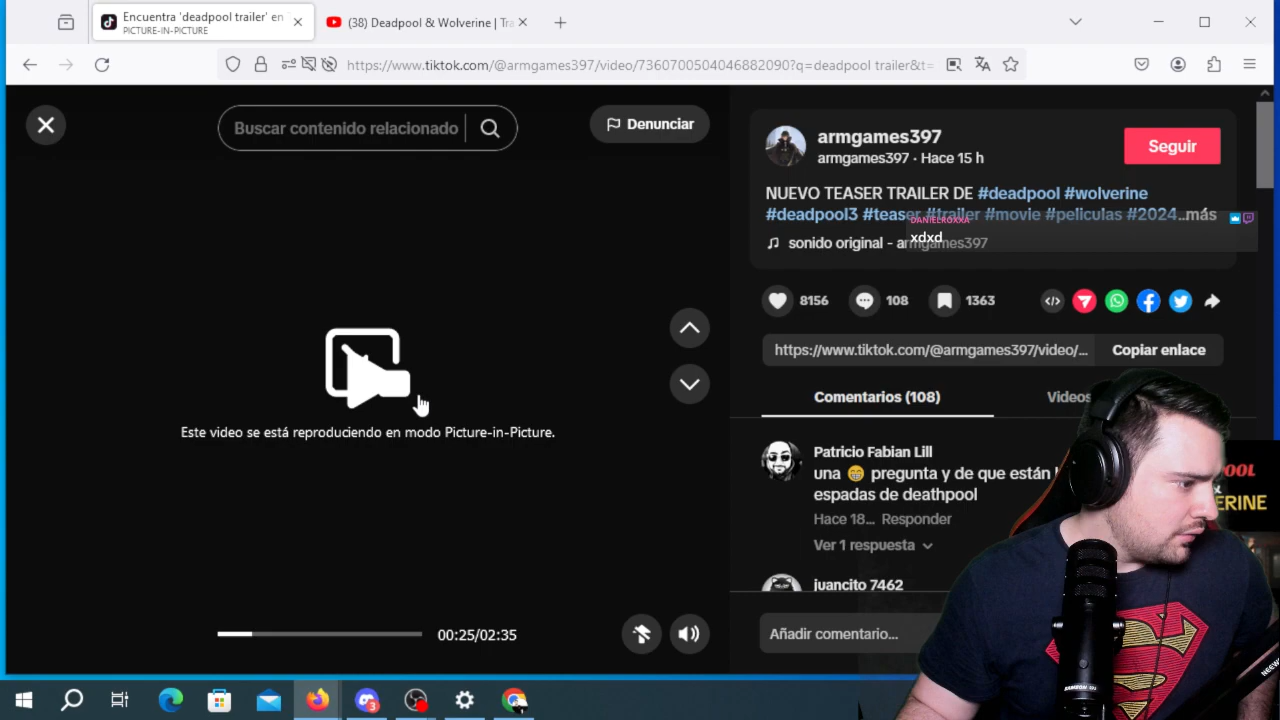 Encuentra 'deadpool trailer' en
PICTURE-IN-PICTURE
(38) Deadpool & Wolverine | Tra
https://www.tiktok.com/@armgames397/video/7360700504046882090?q=deadpool trailer&t=
Buscar contenido relacionado
Denunciar
armgames397
armgames397 · Hace 15 h
Seguir
NUEVO TEASER TRAILER DE #deadpool #wolverine
#deadpool3 #teaser #trailer #movie #peliculas #2024..más
DANIELROXXA
xdxd
sonido original - armgames397
8156
108
1363
https://www.tiktok.com/@armgames397/video/...
Copiar enlace
Comentarios (108)
Videos
Este video se está reproduciendo en modo Picture-in-Picture.
Patricio Fabian Lill
una 😁 pregunta y de que están
espadas de deathpool
Hace 18... Responder
Ver 1 respuesta
juancito 7462
Añadir comentario...
00:25/02:35
OOL
&
ERINE
3
NEEW